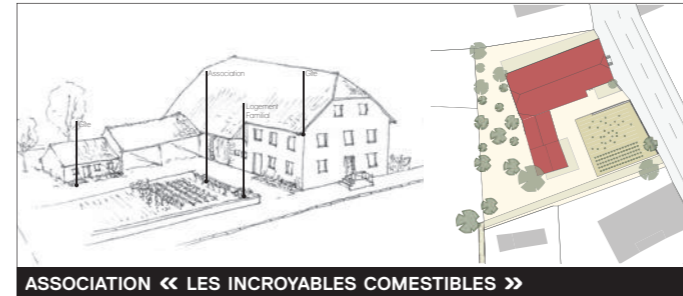 Association
Gîte
Logement
Familial
Gîte
ASSOCIATION « LES INCROYABLES COMESTIBLES »